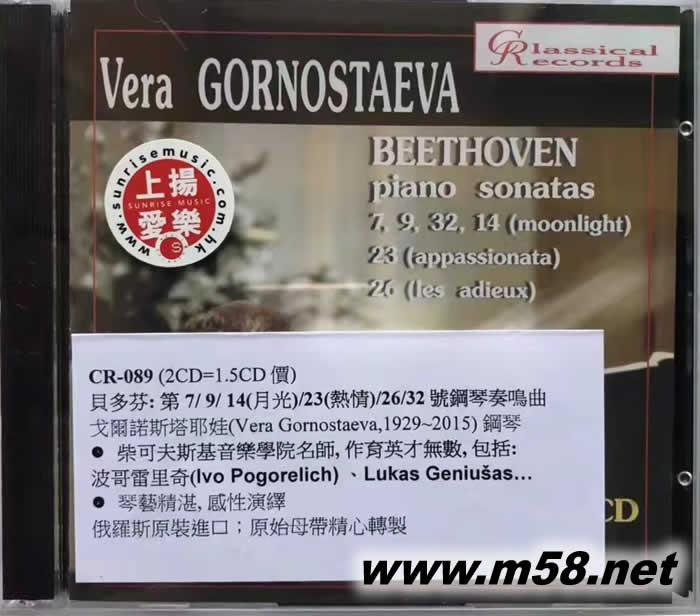 Classical
Records
Vera GORNOSTAEVA
BEETHOVEN
piano sonatas
7, 9, 32, 14 (moonlight)
23 (appassionata)
26 (les adieux)
www.sunrisemusic.com.hk
上揚
SUNRISE MUSIC
愛樂
S
CR-089 (2CD=1.5CD 價)
貝多芬: 第 7/ 9/ 14(月光)/23(熱情)/26/32 號鋼琴奏鳴曲
戈爾諾斯塔耶娃(Vera Gornostaeva,1929~2015) 鋼琴
● 柴可夫斯基音樂學院名師, 作育英才無數, 包括:
波哥雷里奇(Ivo Pogorelich) 、Lukas Geniušas…
● 琴藝精湛, 感性演繹
俄羅斯原裝進口；原始母帶精心轉製
CD
www.m58.net